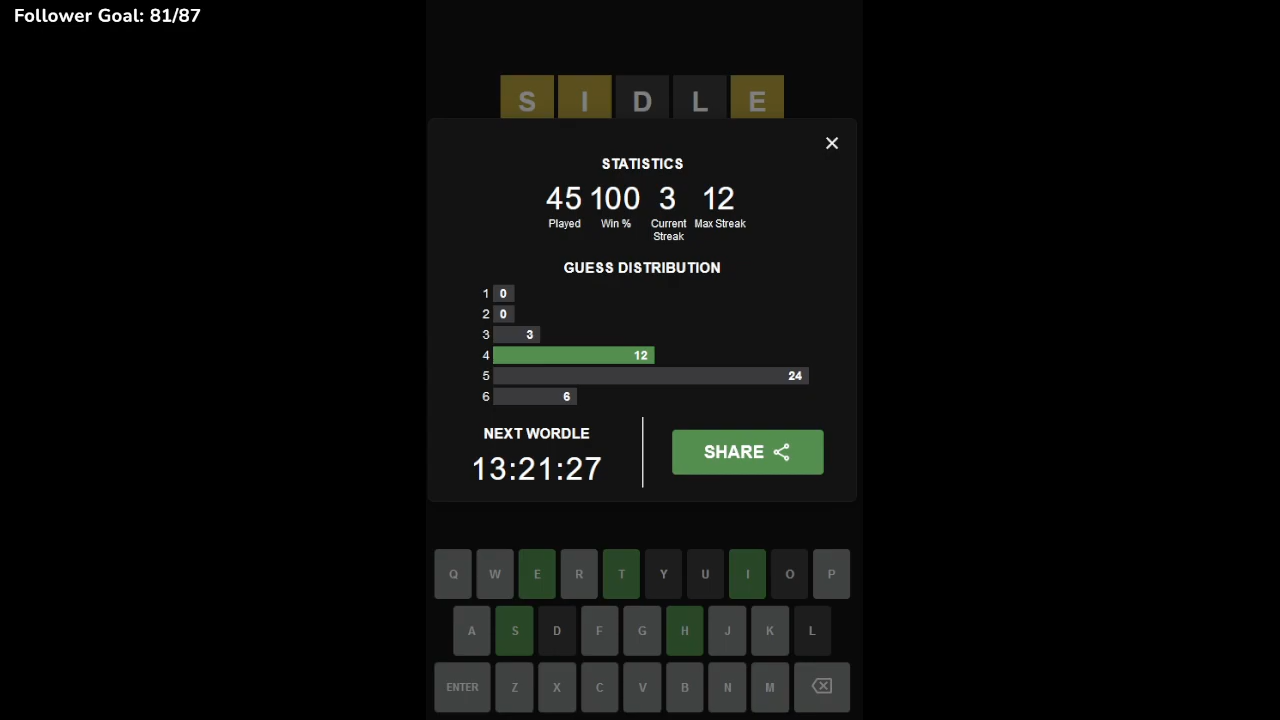 Follower Goal: 81/87
S I D L E
STATISTICS
45 100 3 12
Played Win % Current Streak Max Streak
GUESS DISTRIBUTION
1 0
2 0
3 3
4 12
5 24
6 6
NEXT WORDLE
13:21:27
SHARE
Q W E R T Y U I O P
A S D F G H J K L
ENTER Z X C V B N M